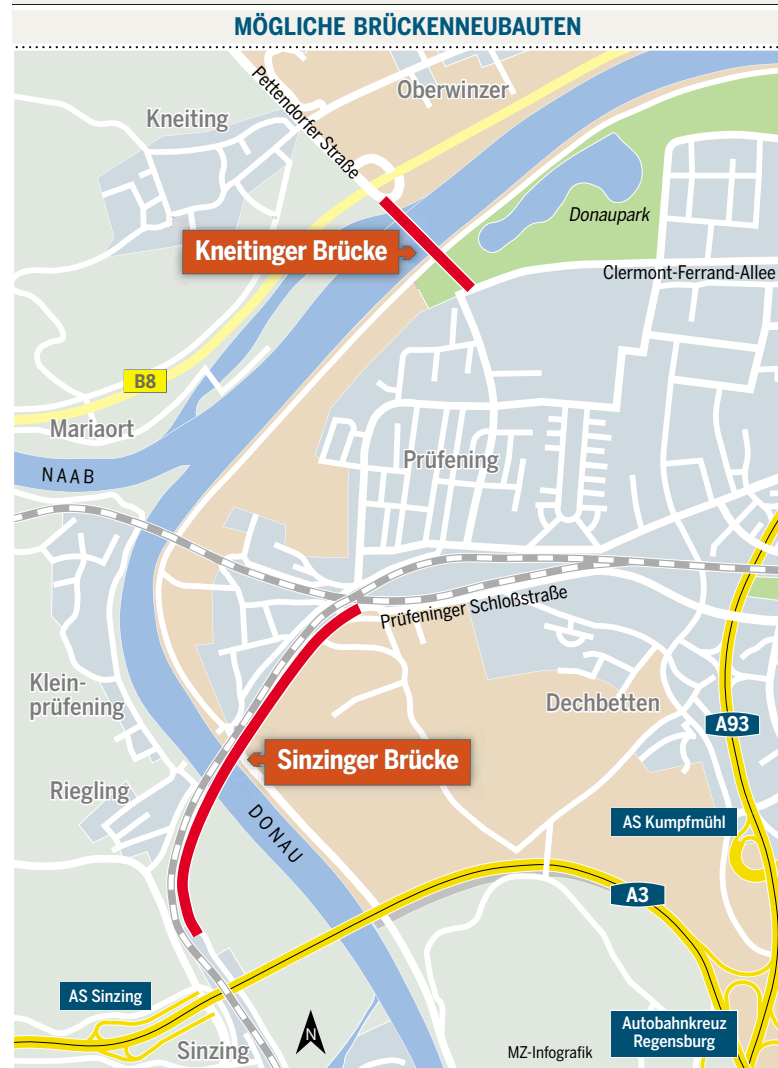 MÖGLICHE BRÜCKENNEUBAUTEN
Pettendorfer Straße
Oberwinzer
Kneiting
Donaupark
Kneitinger Brücke
Clermont-Ferrand-Allee
B8
Mariaort
Prüfening
NAAB
Prüfeninger Schloßstraße
Klein-
prüfening
Dechbetten
A93
Sinzinger Brücke
Riegling
DONAU
AS Kumpfmühl
A3
AS Sinzing
Autobahnkreuz
Regensburg
N
Sinzing
MZ-Infografik